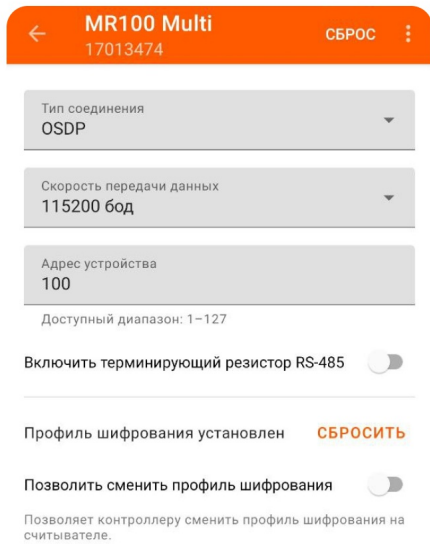 MR100 Multi
17013474
СБРОС
Тип соединения
OSDP
Скорость передачи данных
115200 бод
Адрес устройства
100
Доступный диапазон: 1–127
Включить терминирующий резистор RS-485
Профиль шифрования установлен СБРОСИТЬ
Позволить сменить профиль шифрования
Позволяет контроллеру сменить профиль шифрования на
считывателе.